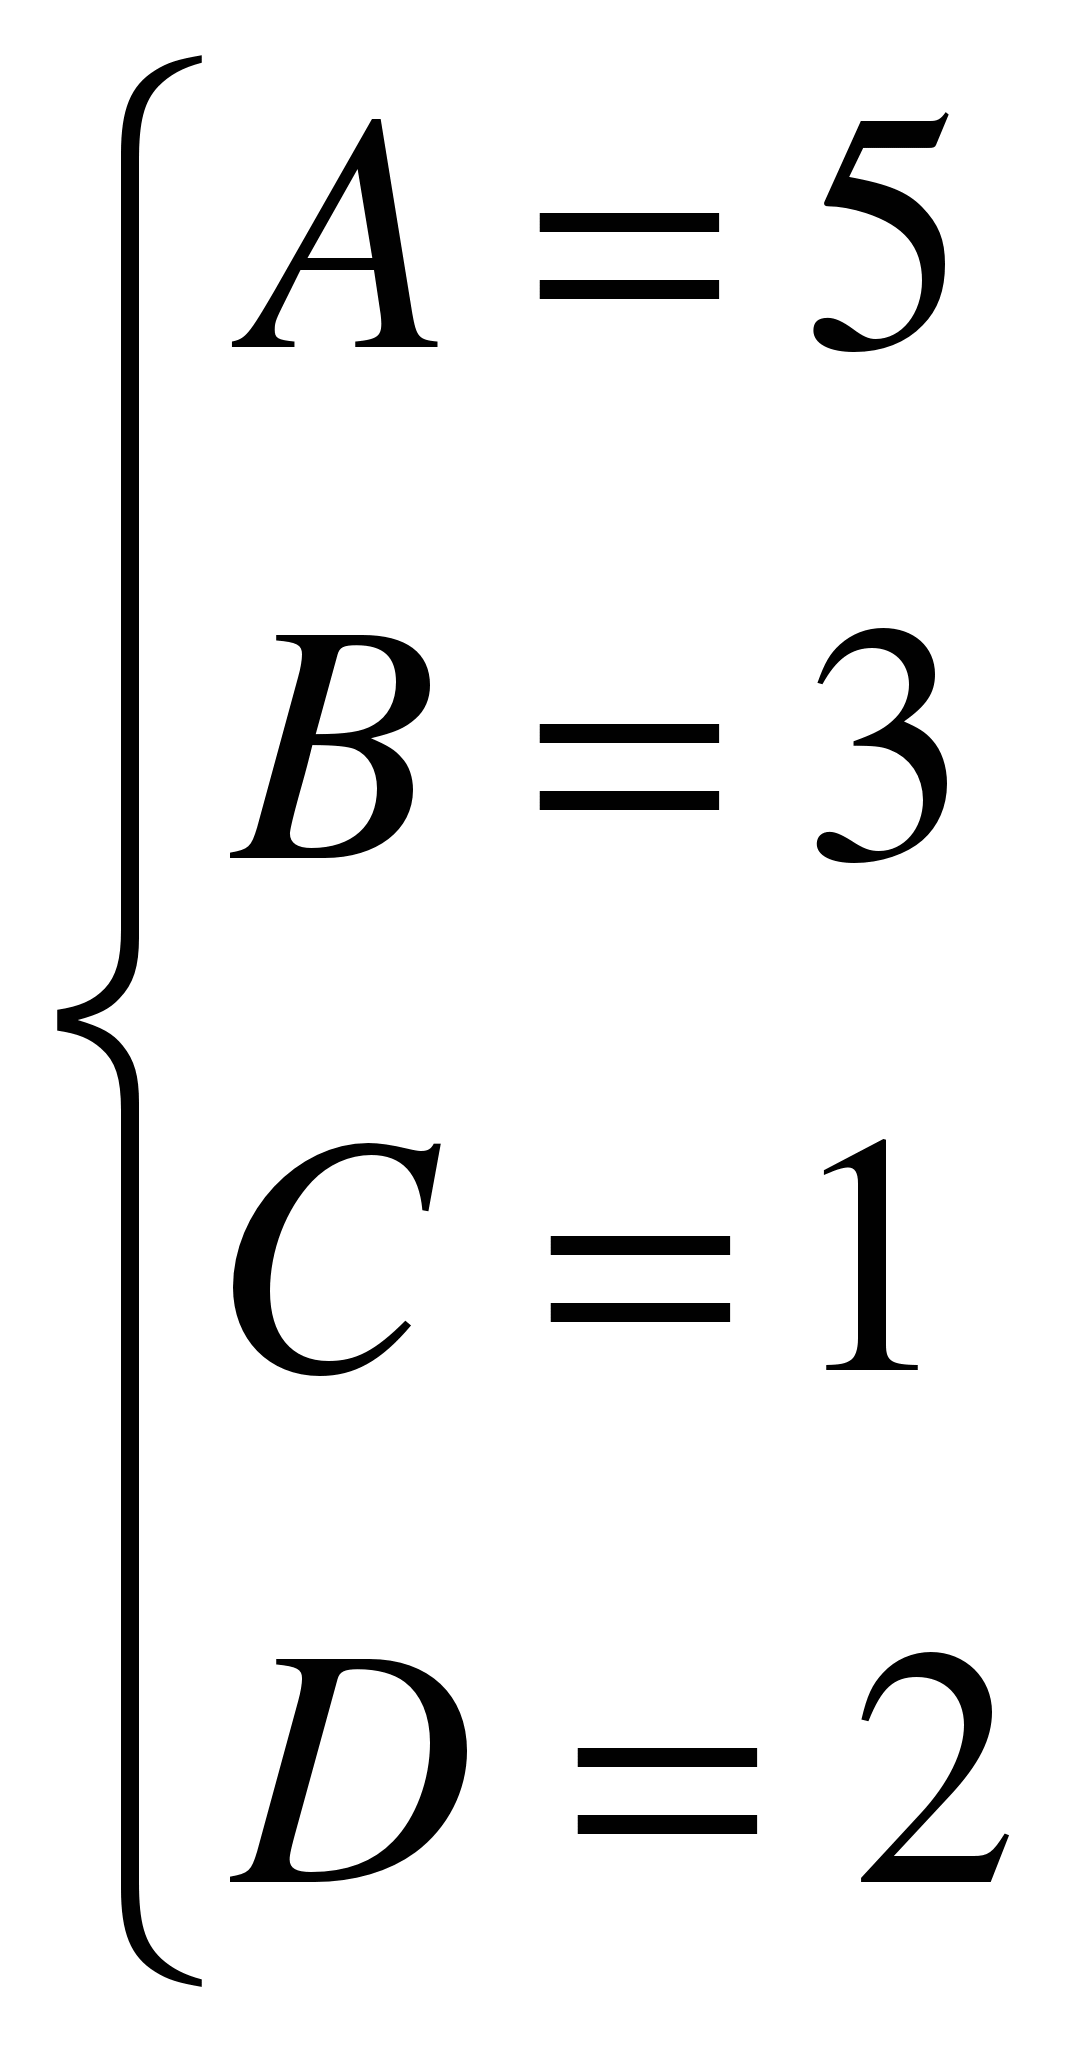 A = 5
B = 3
C = 1
D = 2